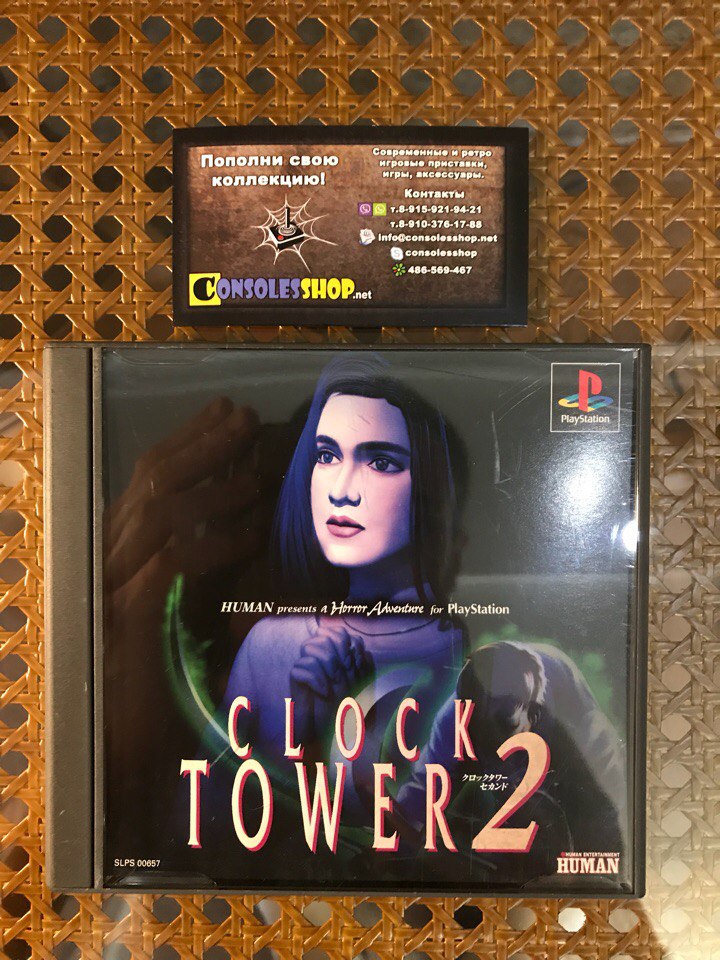 Пополни свою
коллекцию!
Современные и ретро
игровые приставки,
игры, аксессуары.
Контакты
т.8-915-921-94-21
т.8-910-376-17-88
info@consolesshop.net
consolesshop
486-569-467
CONSOLESSHOP.net
PlayStation
HUMAN presents a Horror Adventure for PlayStation
CLOCK
TOWER 2
クロックタワー
セカンド
SLPS 00657
©HUMAN ENTERTAINMENT
HUMAN